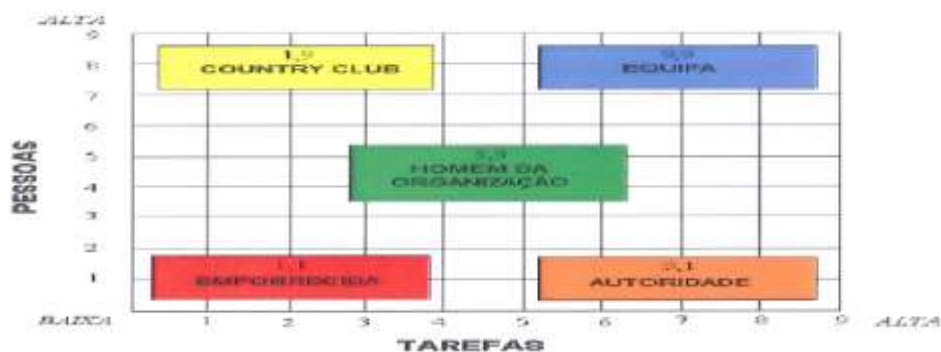 ALTA
9
8
7
6
5
4
3
2
1
PESSOAS
1,9
COUNTRY CLUB
9,9
EQUIPA
5,5
HOMEM DA
ORGANIZAÇÃO
1,1
EMPOBRECIDA
9,1
AUTORIDADE
BAIXA
1 2 3 4 5 6 7 8 9
ALTA
TAREFAS